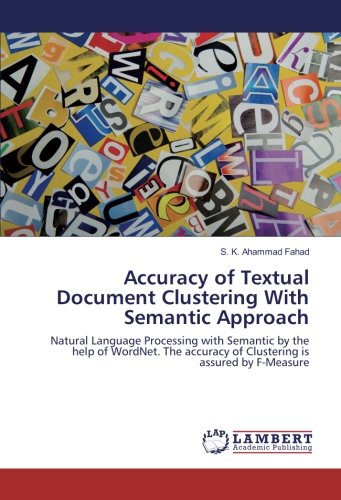 S. K. Ahammad Fahad
Accuracy of Textual
Document Clustering With
Semantic Approach
Natural Language Processing with Semantic by the
help of WordNet. The accuracy of Clustering is
assured by F-Measure
LAP
LAMBERT
Academic Publishing